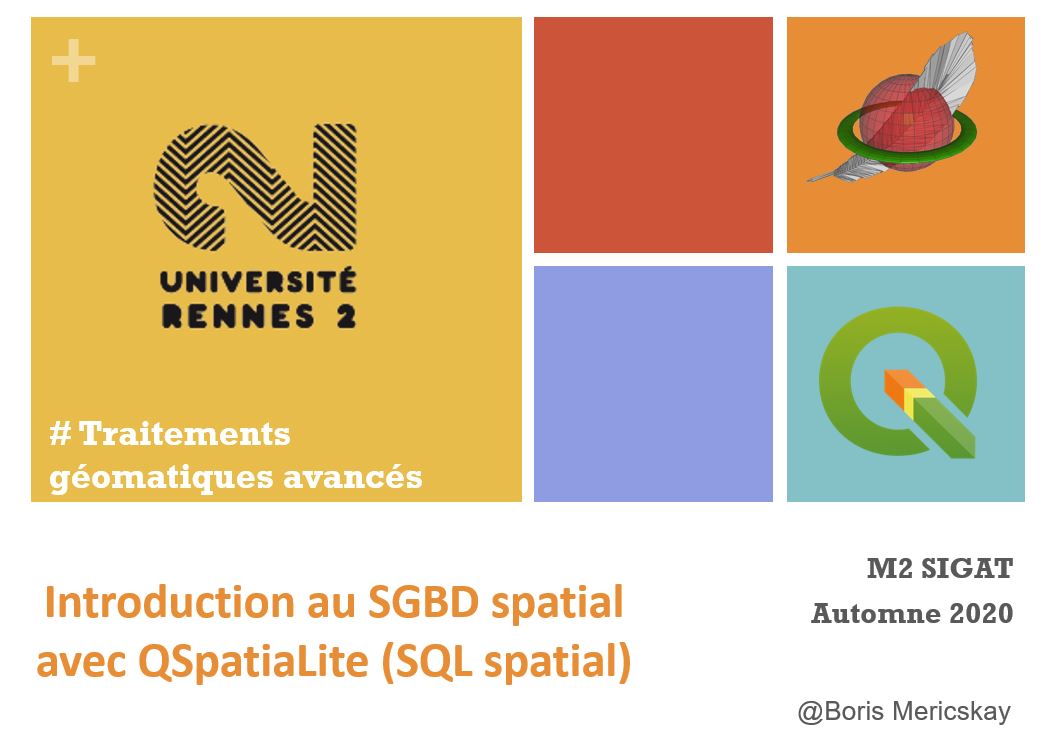 +
UNIVERSITÉ
RENNES 2
# Traitements
géomatiques avancés
Introduction au SGBD spatial
avec QSpatiaLite (SQL spatial)
M2 SIGAT
Automne 2020
@Boris Mericskay